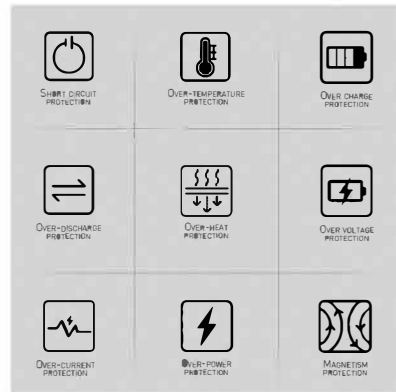 SHORT CIRCUIT
PROTECTION
OVER-TEMPERATURE
PROTECTION
OVER CHARGE
PROTECTION
OVER-DISCHARGE
PROTECTION
OVER-HEAT
PROTECTION
OVER VOLTAGE
PROTECTION
OVER-CURRENT
PROTECTION
OVER-POWER
PROTECTION
MAGNETISM
PROTECTION